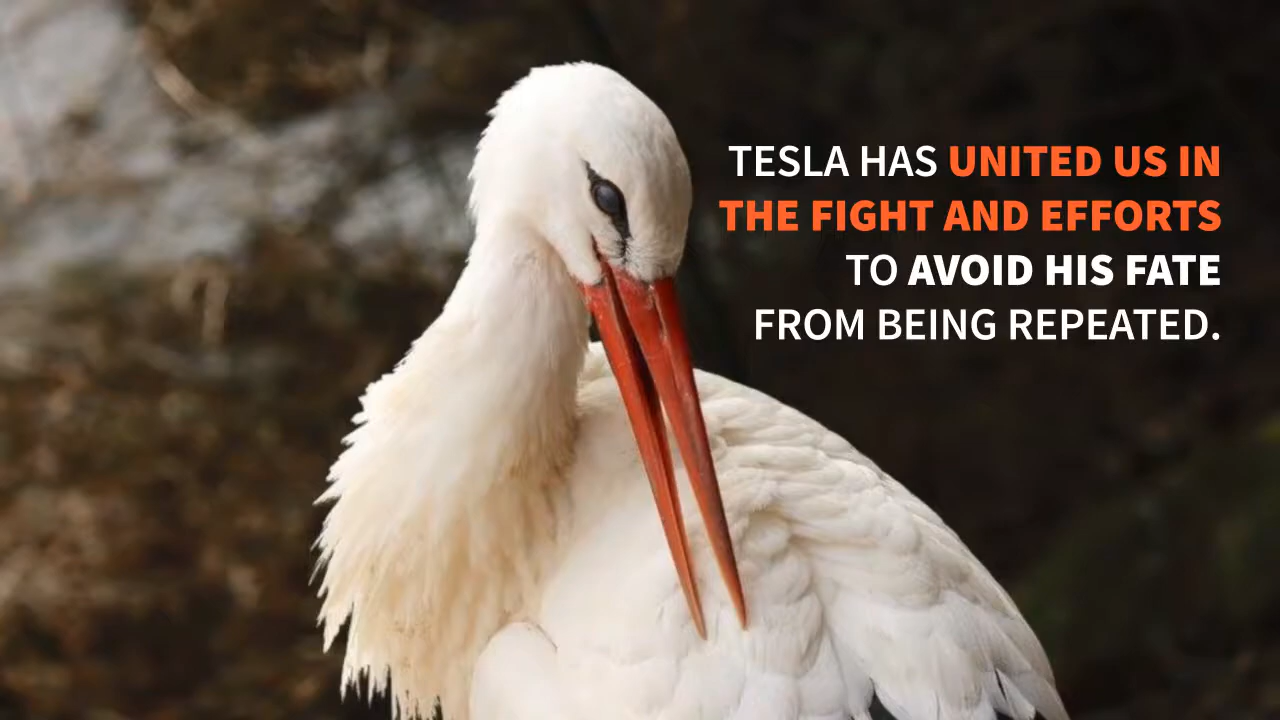 TESLA HAS UNITED US IN
THE FIGHT AND EFFORTS
TO AVOID HIS FATE
FROM BEING REPEATED.